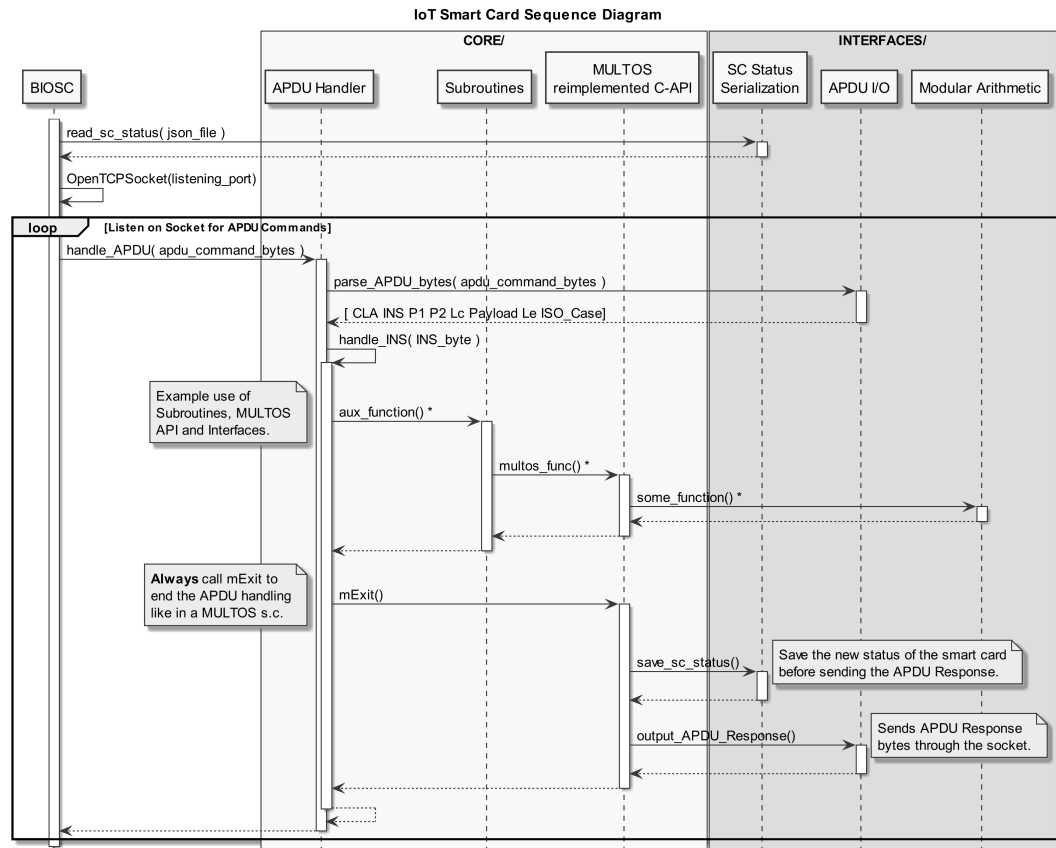 IoT Smart Card Sequence Diagram
CORE/
INTERFACES/
BIOSC
APDU Handler
Subroutines
MULTOS
reimplemented C-API
SC Status
Serialization
APDU I/O
Modular Arithmetic
read_sc_status( json_file )
OpenTCPSocket(listening_port)
loop
[Listen on Socket for APDU Commands]
handle_APDU( apdu_command_bytes )
parse_APDU_bytes( apdu_command_bytes )
[ CLA INS P1 P2 Lc Payload Le ISO_Case]
handle_INS( INS_byte )
Example use of
Subroutines, MULTOS
API and Interfaces.
aux_function() *
multos_func() *
some_function() *
Always call mExit to
end the APDU handling
like in a MULTOS s.c.
mExit()
save_sc_status()
Save the new status of the smart card
before sending the APDU Response.
output_APDU_Response()
Sends APDU Response
bytes through the socket.